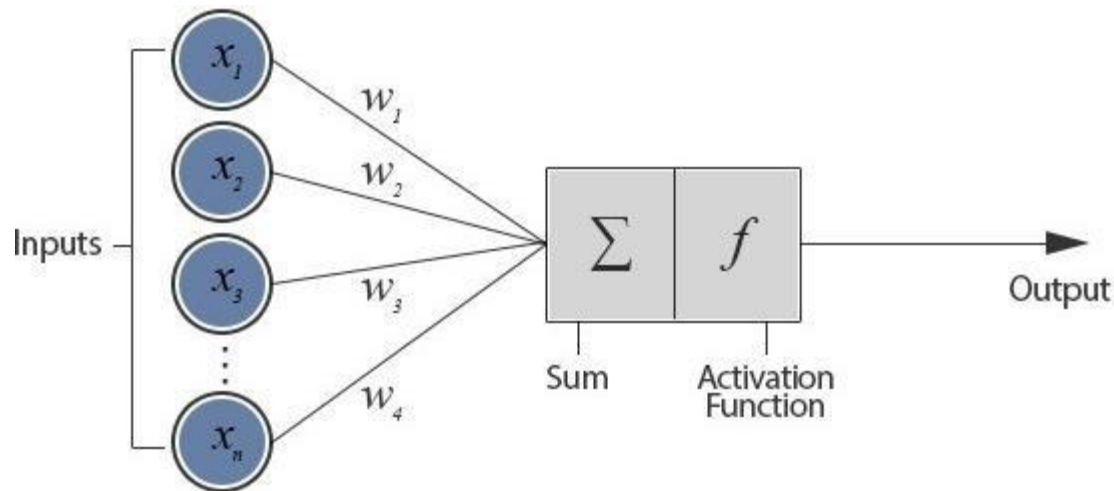 x₁
w₁
x₂
w₂
Inputs
x₃
w₃
Σ
f
Output
Sum
Activation
Function
xₙ
w₄